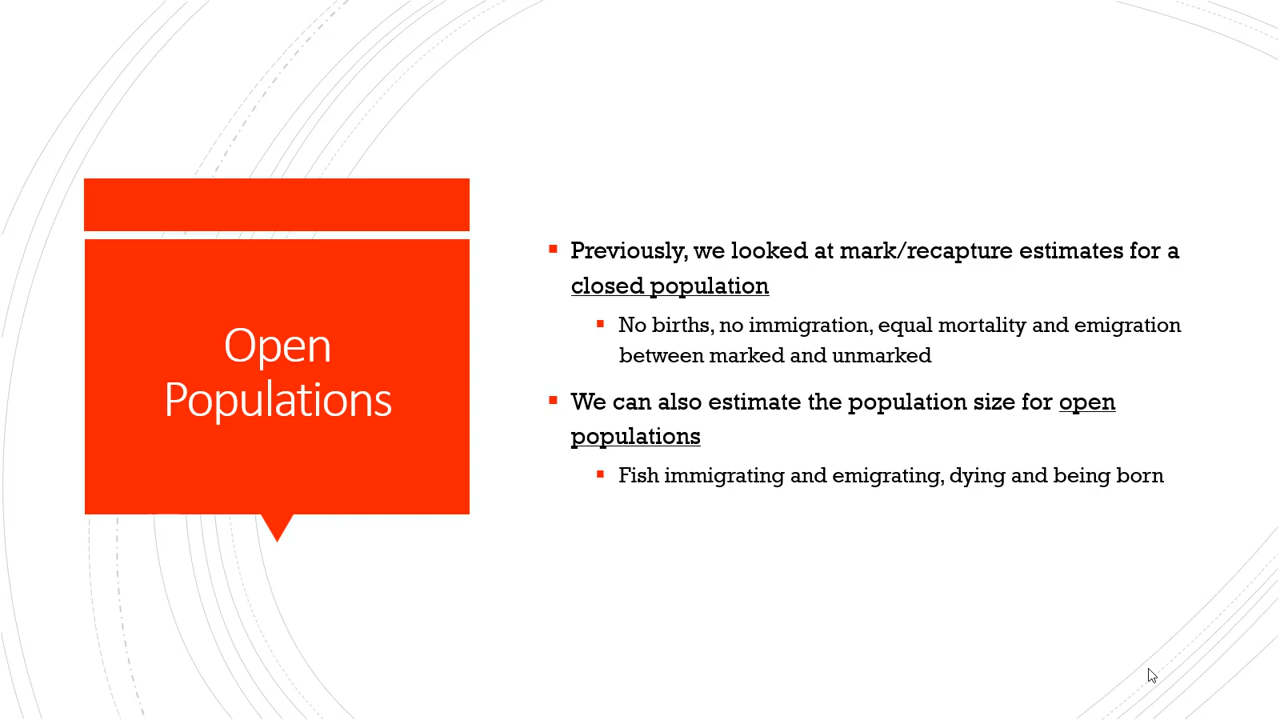 Open
Populations
Previously, we looked at mark/recapture estimates for a
closed population
No births, no immigration, equal mortality and emigration
between marked and unmarked
We can also estimate the population size for open
populations
Fish immigrating and emigrating, dying and being born